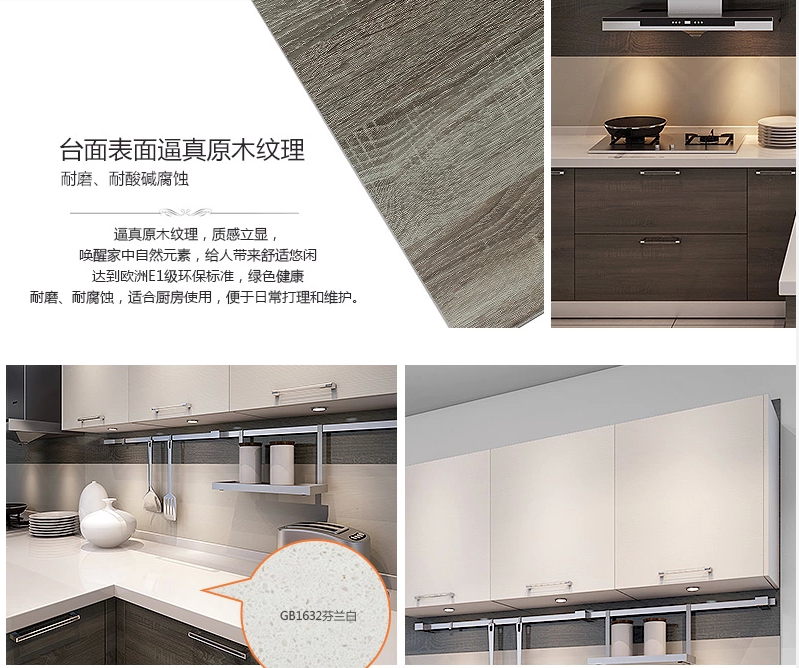 台面表面逼真原木纹理
耐磨、耐酸碱腐蚀
逼真原木纹理，质感立显，
唤醒家中自然元素，给人带来舒适悠闲
达到欧洲E1级环保标准，绿色健康
耐磨、耐腐蚀，适合厨房使用，便于日常打理和维护。
GB1632芬兰白